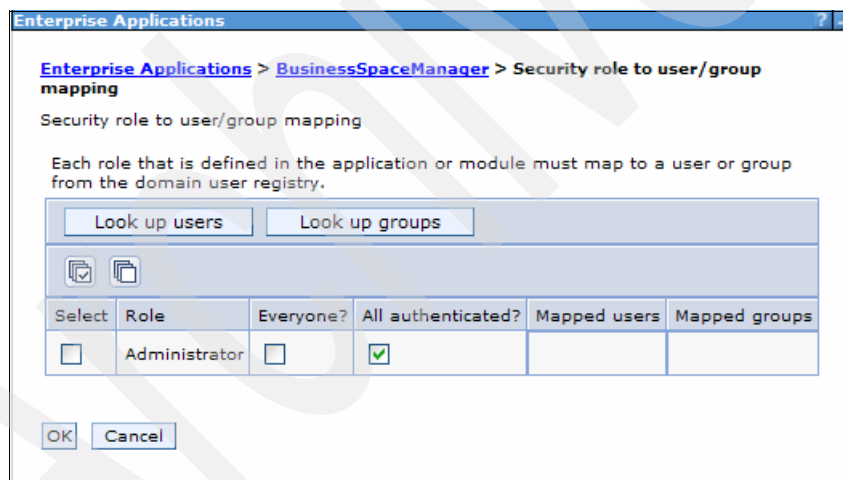 Enterprise Applications ? -
Enterprise Applications > BusinessSpaceManager > Security role to user/group
mapping
Security role to user/group mapping
Each role that is defined in the application or module must map to a user or group
from the domain user registry.
Look up users Look up groups
Select Role Everyone? All authenticated? Mapped users Mapped groups
Administrator
OK Cancel